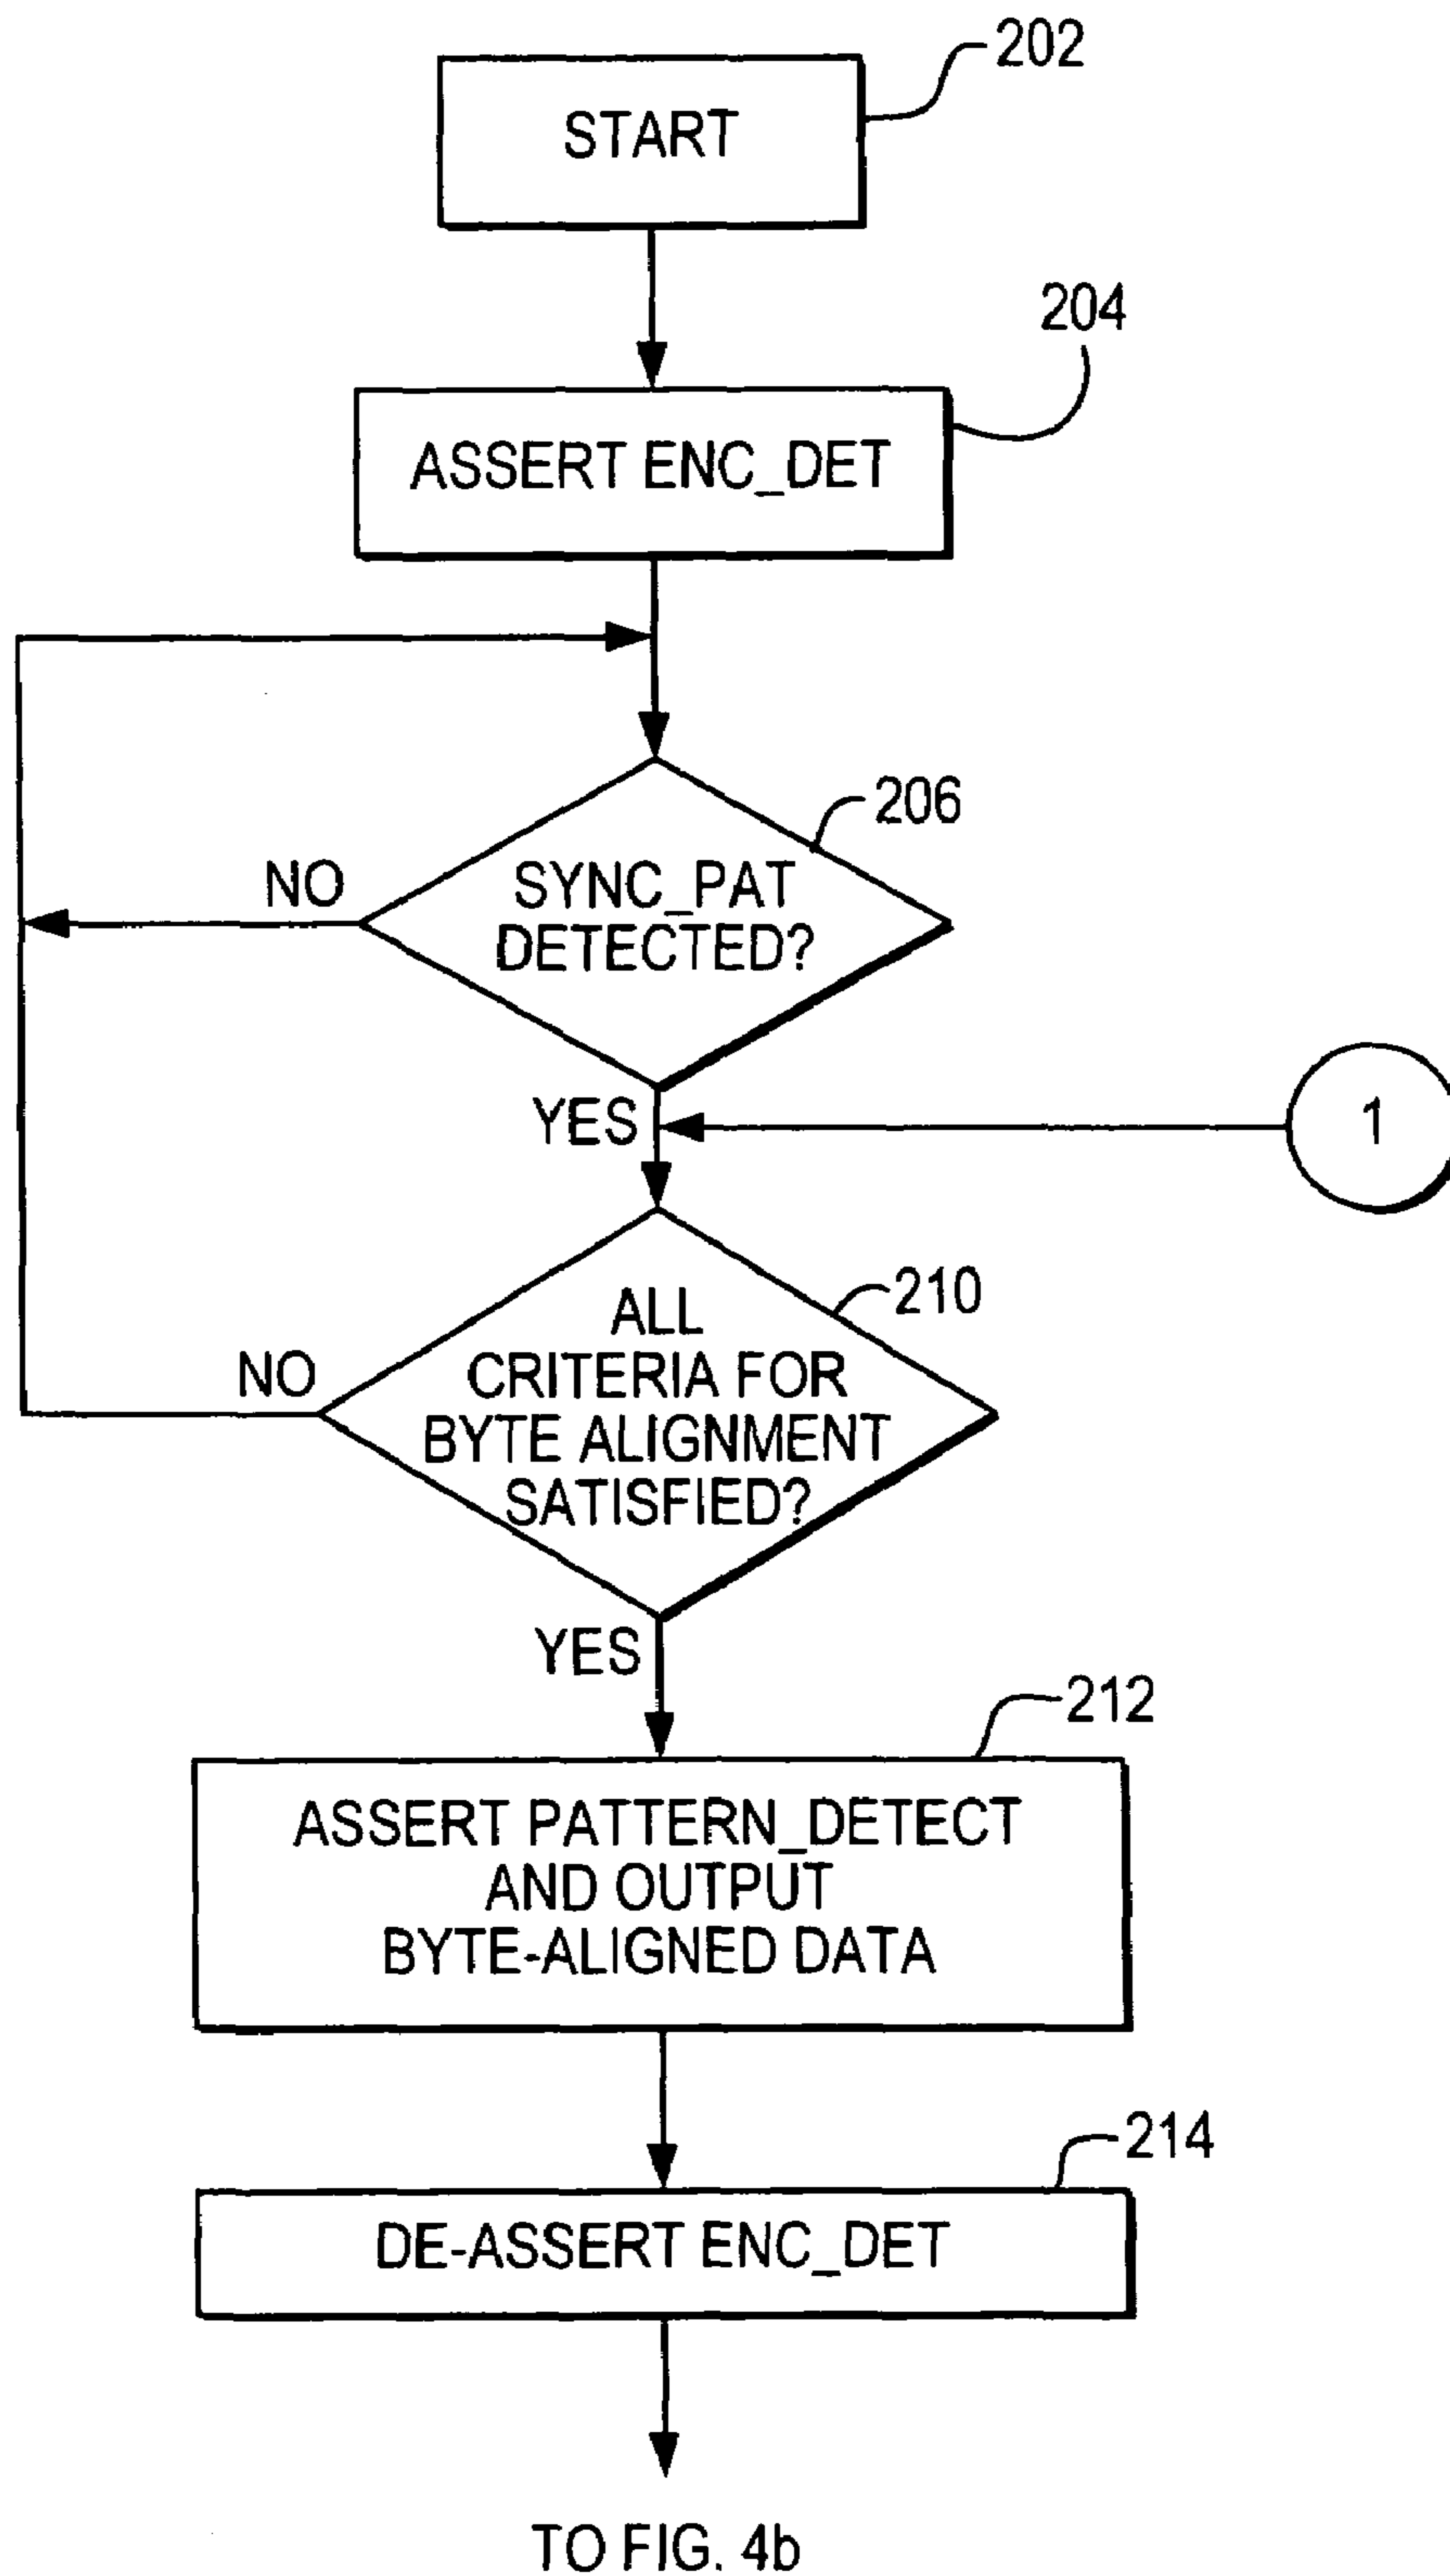 202
START
204
ASSERT ENC_DET
206
NO
SYNC_PAT
DETECTED?
YES
1
210
ALL
NO
CRITERIA FOR
BYTE ALIGNMENT
SATISFIED?
YES
212
ASSERT PATTERN_DETECT
AND OUTPUT
BYTE-ALIGNED DATA
214
DE-ASSERT ENC_DET
TO FIG. 4b